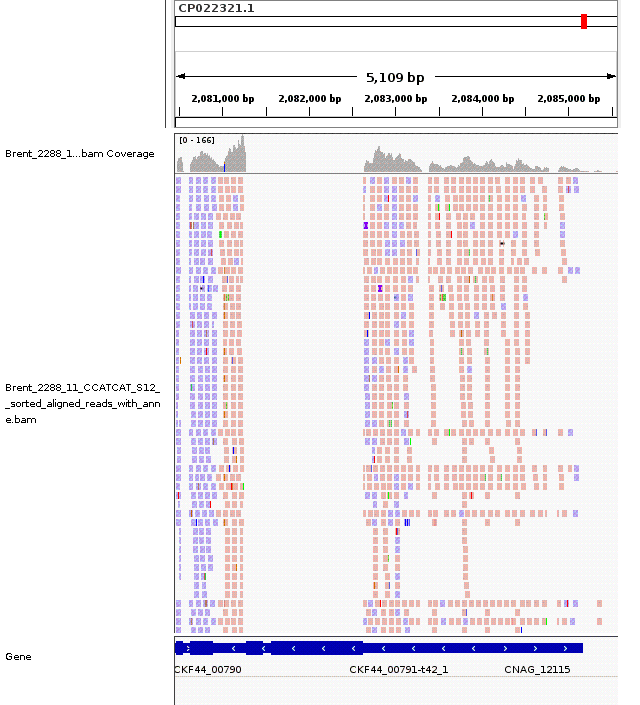 CP022321.1
5,109 bp
2,081,000 bp 2,082,000 bp 2,083,000 bp 2,084,000 bp 2,085,000 bp
[0 - 166]
Brent_2288_1...bam Coverage
Brent_2288_11_CCATCAT_S12_
_sorted_aligned_reads_with_ann
e.bam
Gene
CKF44_00790 CKF44_00791-t42_1 CNAG_12115